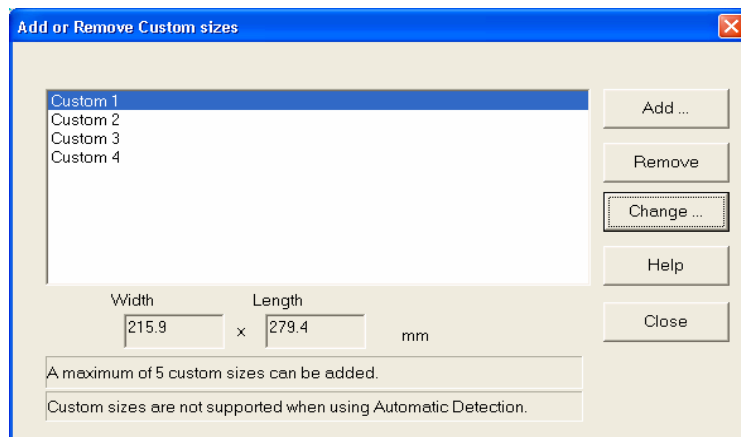 Add or Remove Custom sizes
Custom 1
Custom 2
Custom 3
Custom 4
Add ...
Remove
Change ...
Help
Close
Width Length
215.9 x 279.4 mm
A maximum of 5 custom sizes can be added.
Custom sizes are not supported when using Automatic Detection.